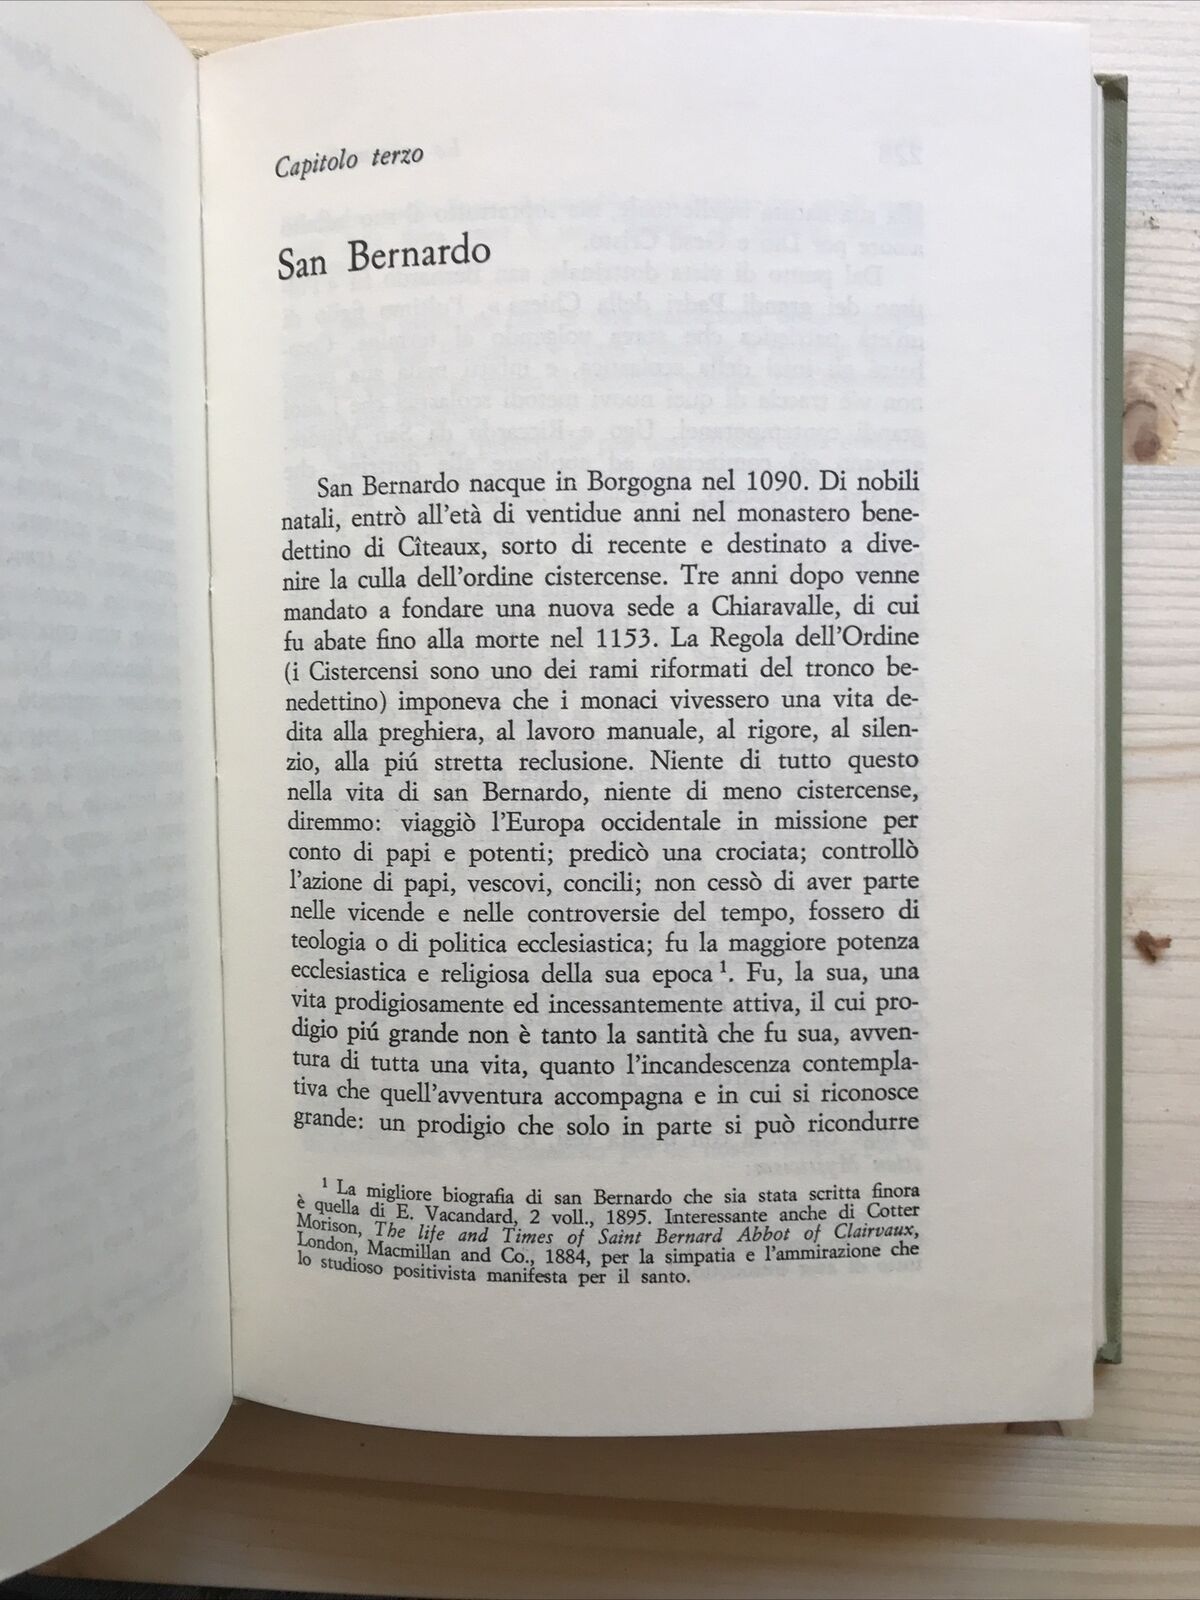 Capitolo terzo
San Bernardo
San Bernardo nacque in Borgogna nel 1090. Di nobili
natali, entrò all'età di ventidue anni nel monastero bene-
dettino di Cîteaux, sorto di recente e destinato a dive-
nire la culla dell'ordine cistercense. Tre anni dopo venne
mandato a fondare una nuova sede a Chiaravalle, di cui
fu abate fino alla morte nel 1153. La Regola dell'Ordine
(i Cistercensi sono uno dei rami riformati del tronco be-
nedettino) imponeva che i monaci vivessero una vita de-
dita alla preghiera, al lavoro manuale, al rigore, al silen-
zio, alla piú stretta reclusione. Niente di tutto questo
nella vita di san Bernardo, niente di meno cistercense,
diremmo: viaggiò l'Europa occidentale in missione per
conto di papi e potenti; predicò una crociata; controllò
l'azione di papi, vescovi, concili; non cessò di aver parte
nelle vicende e nelle controversie del tempo, fossero di
teologia o di politica ecclesiastica; fu la maggiore potenza
ecclesiastica e religiosa della sua epoca ¹. Fu, la sua, una
vita prodigiosamente ed incessantemente attiva, il cui pro-
digio piú grande non è tanto la santità che fu sua, avven-
tura di tutta una vita, quanto l'incandescenza contempla-
tiva che quell'avventura accompagna e in cui si riconosce
grande: un prodigio che solo in parte si può ricondurre
¹ La migliore biografia di san Bernardo che sia stata scritta finora
è quella di E. Vacandard, 2 voll., 1895. Interessante anche di Cotter
Morison, The life and Times of Saint Bernard Abbot of Clairvaux,
London, Macmillan and Co., 1884, per la simpatia e l'ammirazione che
lo studioso positivista manifesta per il santo.